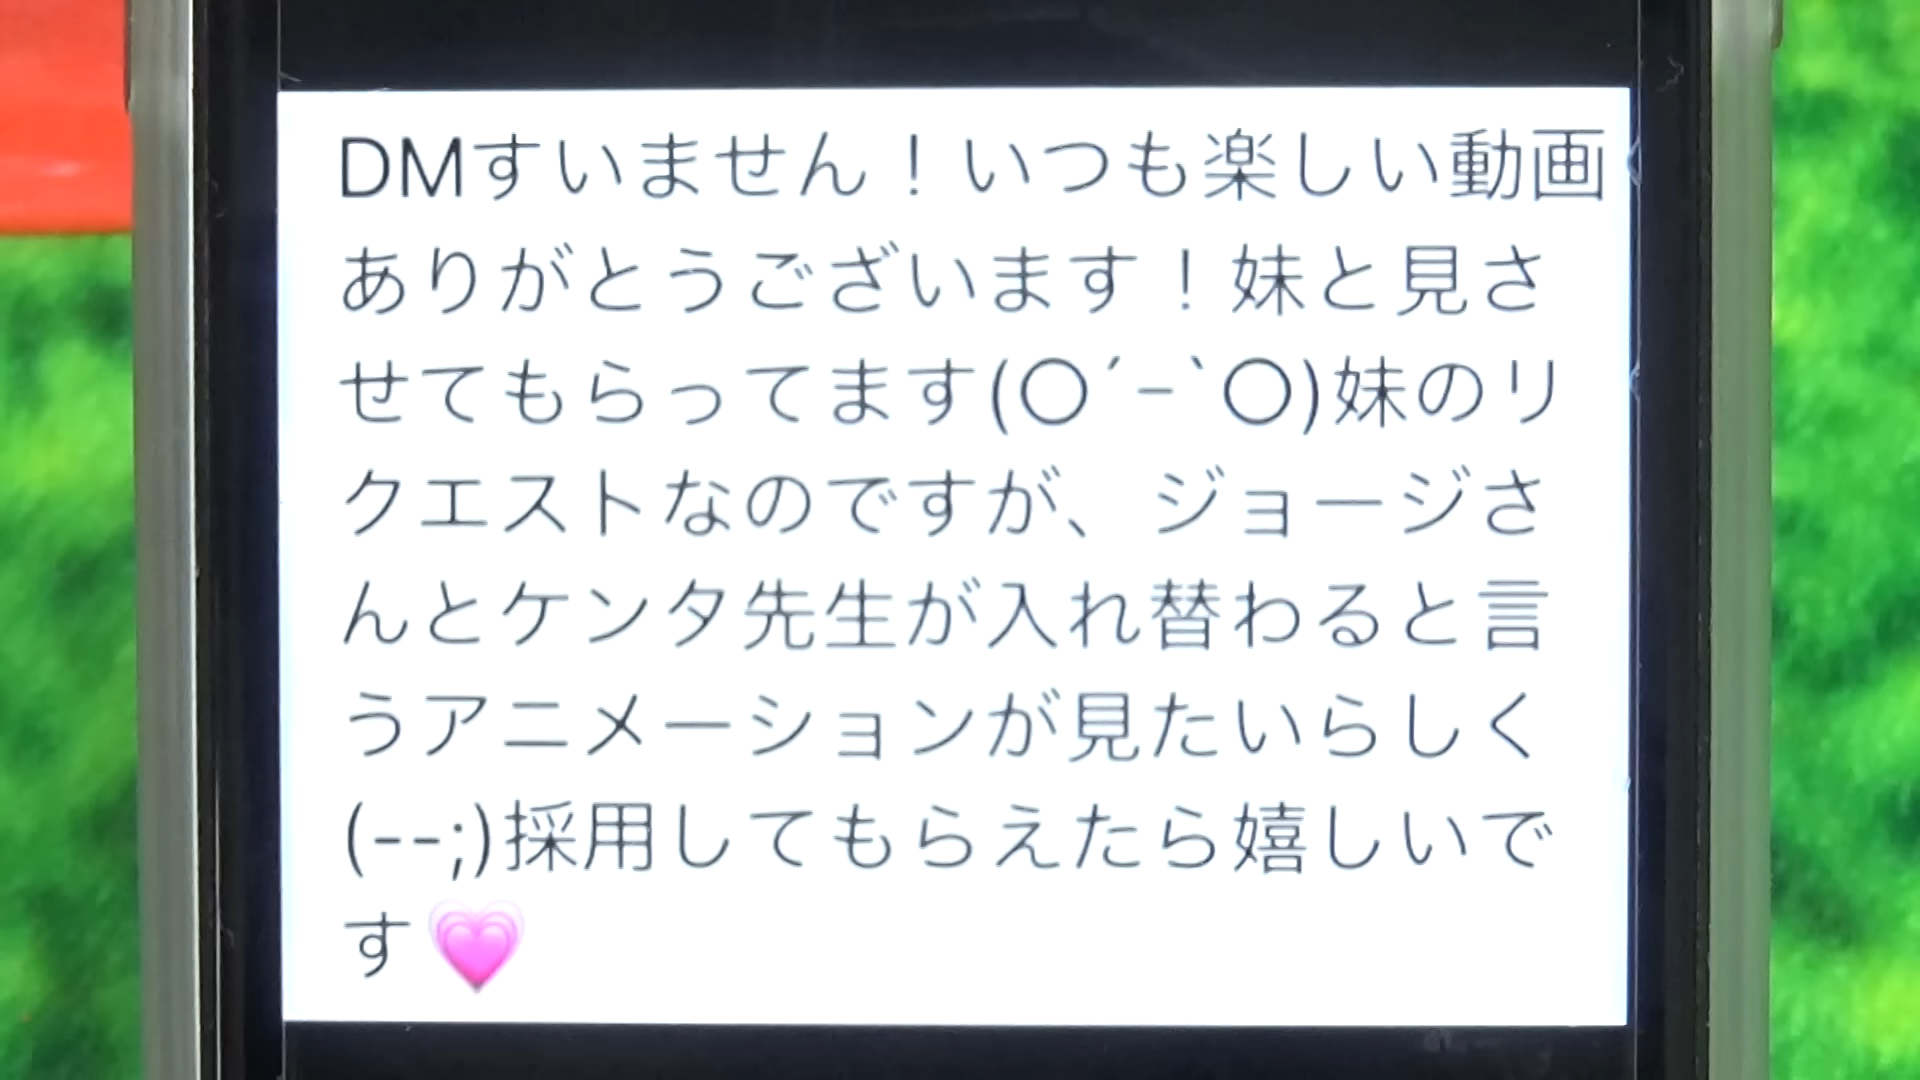 DMすいません！いつも楽しい動画
ありがとうございます！妹と見さ
せてもらってます(〇´-`〇)妹のリ
クエストなのですが、ジョージさ
んとケンタ先生が入れ替わると言
うアニメーションが見たいらしく
(--;)採用してもらえたら嬉しいで
す💗